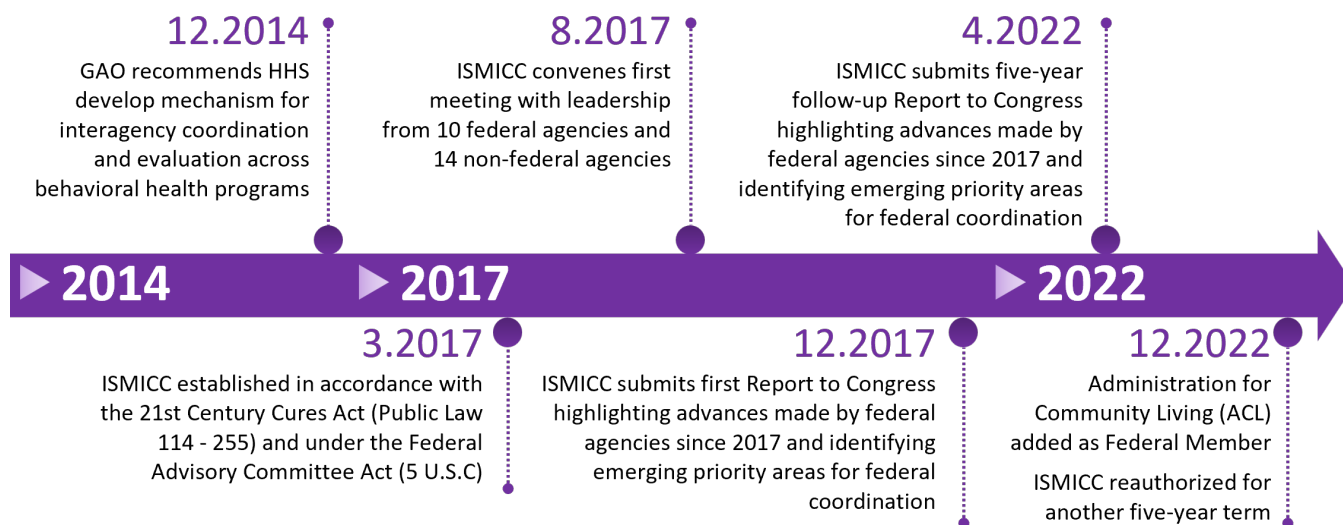 12.2014
GAO recommends HHS
develop mechanism for
interagency coordination
and evaluation across
behavioral health programs
8.2017
ISMICC convenes first
meeting with leadership
from 10 federal agencies and
14 non-federal agencies
4.2022
ISMICC submits five-year
follow-up Report to Congress
highlighting advances made by
federal agencies since 2017 and
identifying emerging priority areas
for federal coordination
2014
2017
2022
3.2017
ISMICC established in accordance with
the 21st Century Cures Act (Public Law
114 - 255) and under the Federal
Advisory Committee Act (5 U.S.C)
12.2017
ISMICC submits first Report to Congress
highlighting advances made by federal
agencies since 2017 and identifying
emerging priority areas for federal
coordination
12.2022
Administration for
Community Living (ACL)
added as Federal Member
ISMICC reauthorized for
another five-year term